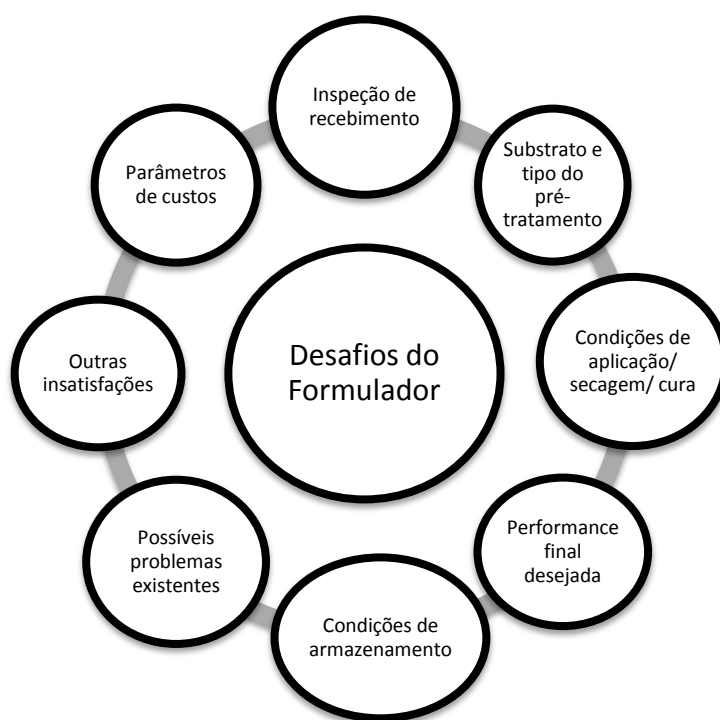 Inspeção de
recebimento
Substrato e
tipo do
pré-
tratamento
Condições de
aplicação/
secagem/ cura
Performance
final
desejada
Condições de
armazenamento
Possíveis
problemas
existentes
Outras
insatisfações
Parâmetros
de custos
Desafios do
Formulador